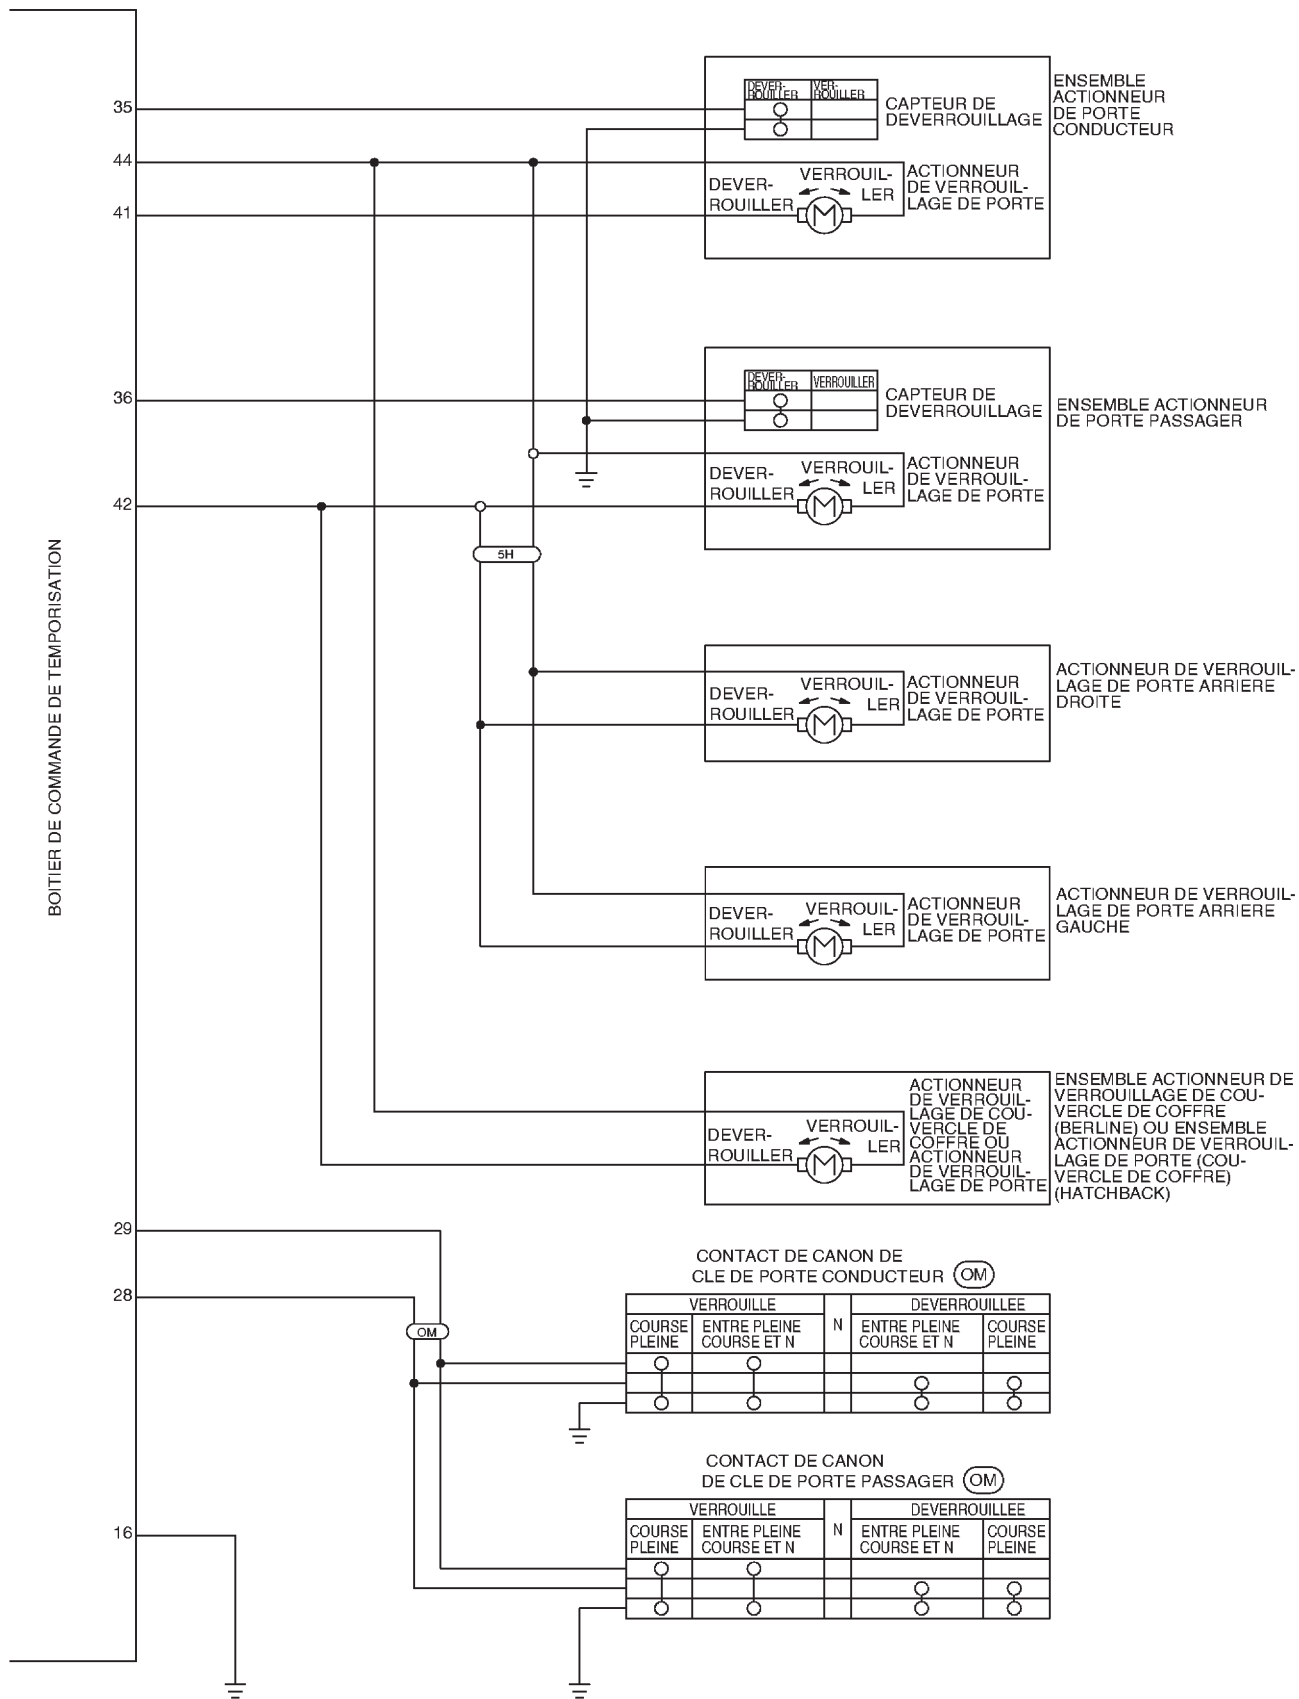 BOITIER DE COMMANDE DE TEMPORISATION
35
44
41
36
42
29
28
16
DEVER-
ROUILLER
VER-
ROUILLER
CAPTEUR DE
DEVERROUILLAGE
ENSEMBLE
ACTIONNEUR
DE PORTE
CONDUCTEUR
DEVER-
ROUILLER
VERROUIL-
LER
M
ACTIONNEUR
DE VERROUIL-
LAGE DE PORTE
DEVER-
ROUILLER
VERROUILLER
CAPTEUR DE
DEVERROUILLAGE
ENSEMBLE ACTIONNEUR
DE PORTE PASSAGER
DEVER-
ROUILLER
VERROUIL-
LER
M
ACTIONNEUR
DE VERROUIL-
LAGE DE PORTE
5H
DEVER-
ROUILLER
VERROUIL-
LER
M
ACTIONNEUR
DE VERROUIL-
LAGE DE PORTE
ACTIONNEUR DE VERROUIL-
LAGE DE PORTE ARRIERE
DROITE
DEVER-
ROUILLER
VERROUIL-
LER
M
ACTIONNEUR
DE VERROUIL-
LAGE DE PORTE
ACTIONNEUR DE VERROUIL-
LAGE DE PORTE ARRIERE
GAUCHE
DEVER-
ROUILLER
VERROUIL-
LER
M
ACTIONNEUR
DE VERROUIL-
LAGE DE COU-
VERCLE DE
COFFRE OU
ACTIONNEUR
DE VERROUIL-
LAGE DE PORTE
ENSEMBLE ACTIONNEUR DE
VERROUILLAGE DE COU-
VERCLE DE COFFRE
(BERLINE) OU ENSEMBLE
ACTIONNEUR DE VERROUIL-
LAGE DE PORTE (COU-
VERCLE DE COFFRE)
(HATCHBACK)
OM
CONTACT DE CANON DE
CLE DE PORTE CONDUCTEUR OM
VERROUILLE N DEVERROUILLEE
COURSE
PLEINE
ENTRE PLEINE
COURSE ET N
ENTRE PLEINE
COURSE ET N
COURSE
PLEINE
CONTACT DE CANON
DE CLE DE PORTE PASSAGER OM
VERROUILLE N DEVERROUILLEE
COURSE
PLEINE
ENTRE PLEINE
COURSE ET N
ENTRE PLEINE
COURSE ET N
COURSE
PLEINE